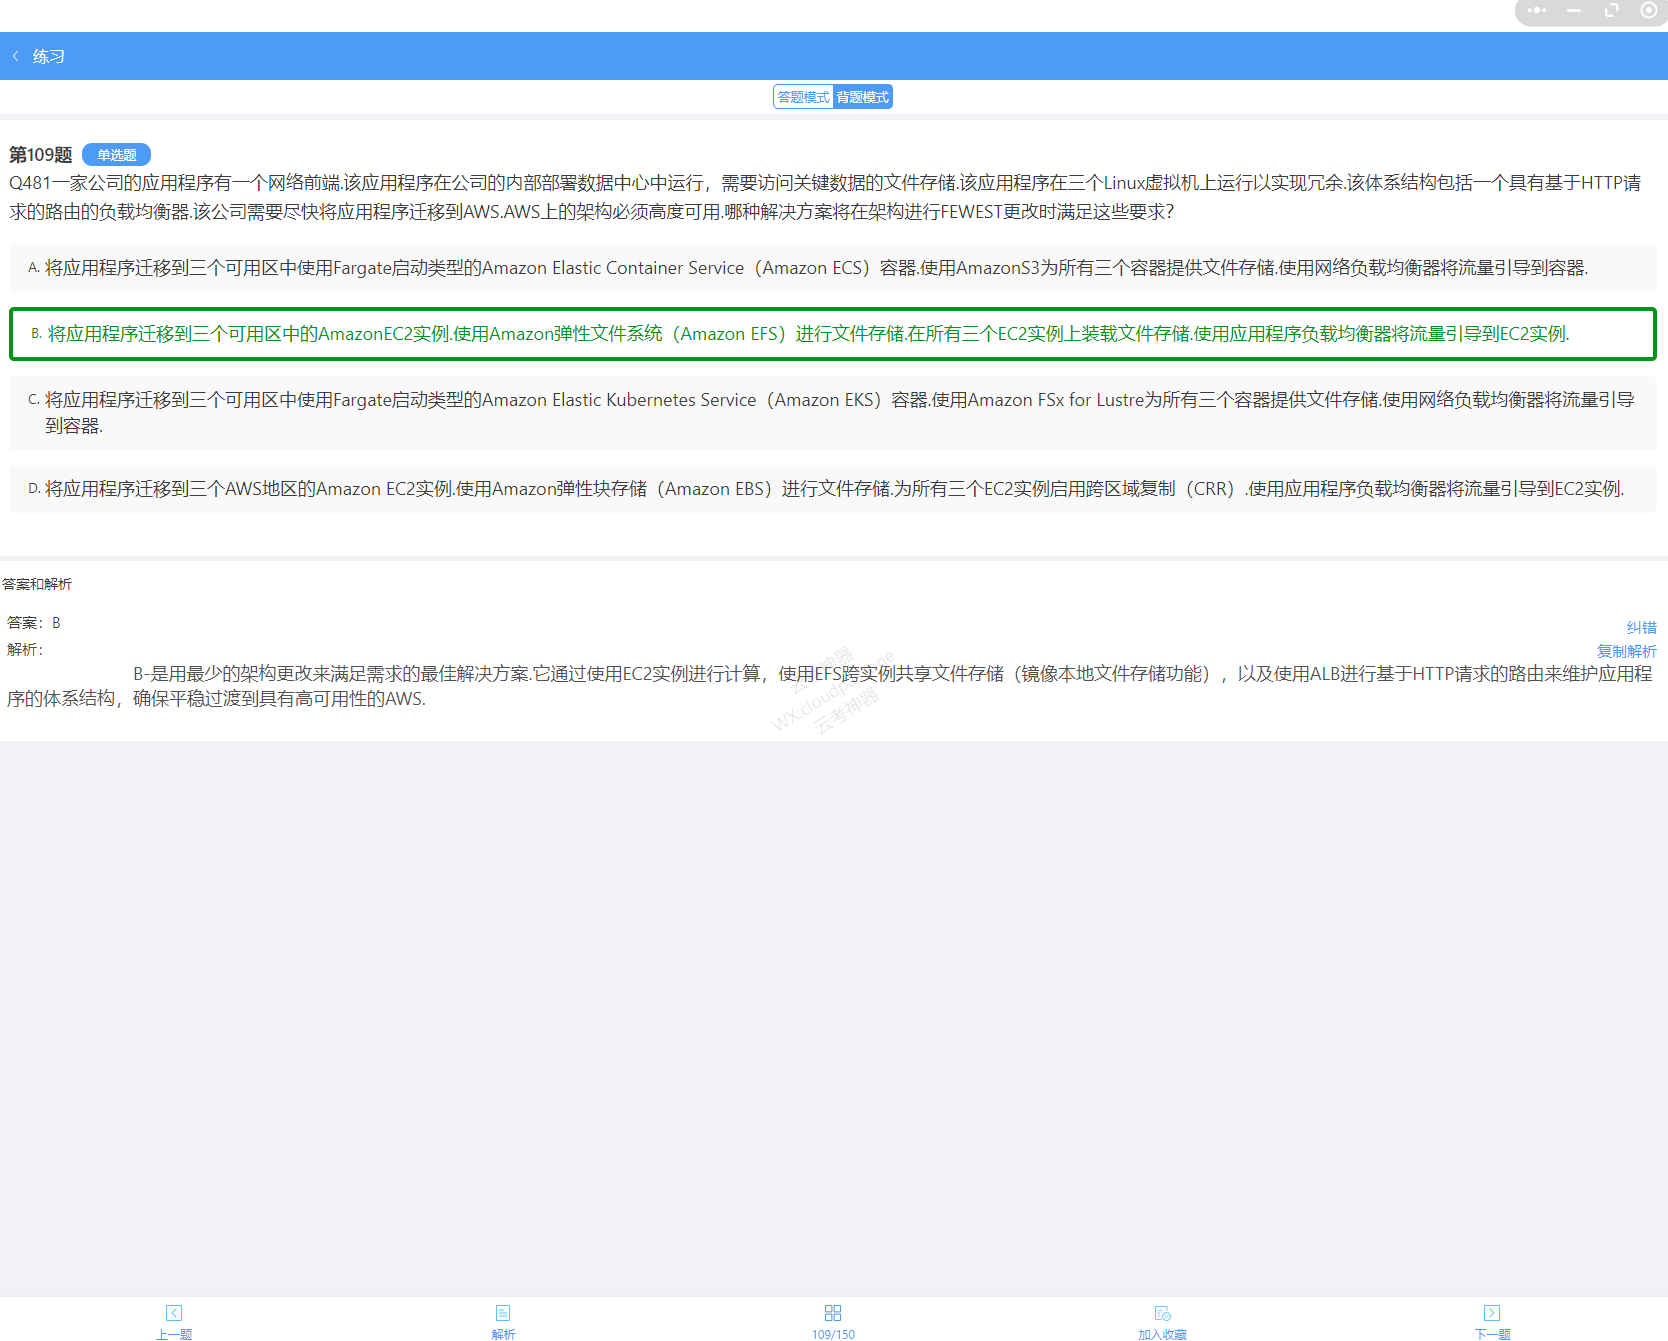 练习
答题模式 背题模式
第109题 单选题
Q481一家公司的应用程序有一个网络前端.该应用程序在公司的内部部署数据中心中运行，需要访问关键数据的文件存储.该应用程序在三个Linux虚拟机上运行以实现冗余.该体系结构包括一个具有基于HTTP请
求的路由的负载均衡器.该公司需要尽快将应用程序迁移到AWS.AWS上的架构必须高度可用.哪种解决方案将在架构进行FEWEST更改时满足这些要求?
A. 将应用程序迁移到三个可用区中使用Fargate启动类型的Amazon Elastic Container Service（Amazon ECS）容器.使用AmazonS3为所有三个容器提供文件存储.使用网络负载均衡器将流量引导到容器.
B. 将应用程序迁移到三个可用区中的AmazonEC2实例.使用Amazon弹性文件系统（Amazon EFS）进行文件存储.在所有三个EC2实例上装载文件存储.使用应用程序负载均衡器将流量引导到EC2实例.
C. 将应用程序迁移到三个可用区中使用Fargate启动类型的Amazon Elastic Kubernetes Service（Amazon EKS）容器.使用Amazon FSx for Lustre为所有三个容器提供文件存储.使用网络负载均衡器将流量引导
到容器.
D. 将应用程序迁移到三个AWS地区的Amazon EC2实例.使用Amazon弹性块存储（Amazon EBS）进行文件存储.为所有三个EC2实例启用跨区域复制（CRR）.使用应用程序负载均衡器将流量引导到EC2实例.
答案和解析
答案：B
纠错
解析：
复制解析
B-是用最少的架构更改来满足需求的最佳解决方案.它通过使用EC2实例进行计算，使用EFS跨实例共享文件存储（镜像本地文件存储功能），以及使用ALB进行基于HTTP请求的路由来维护应用程
序的体系结构，确保平稳过渡到具有高可用性的AWS.
云考神器
上一题 解析 109/150 加入收藏 下一题